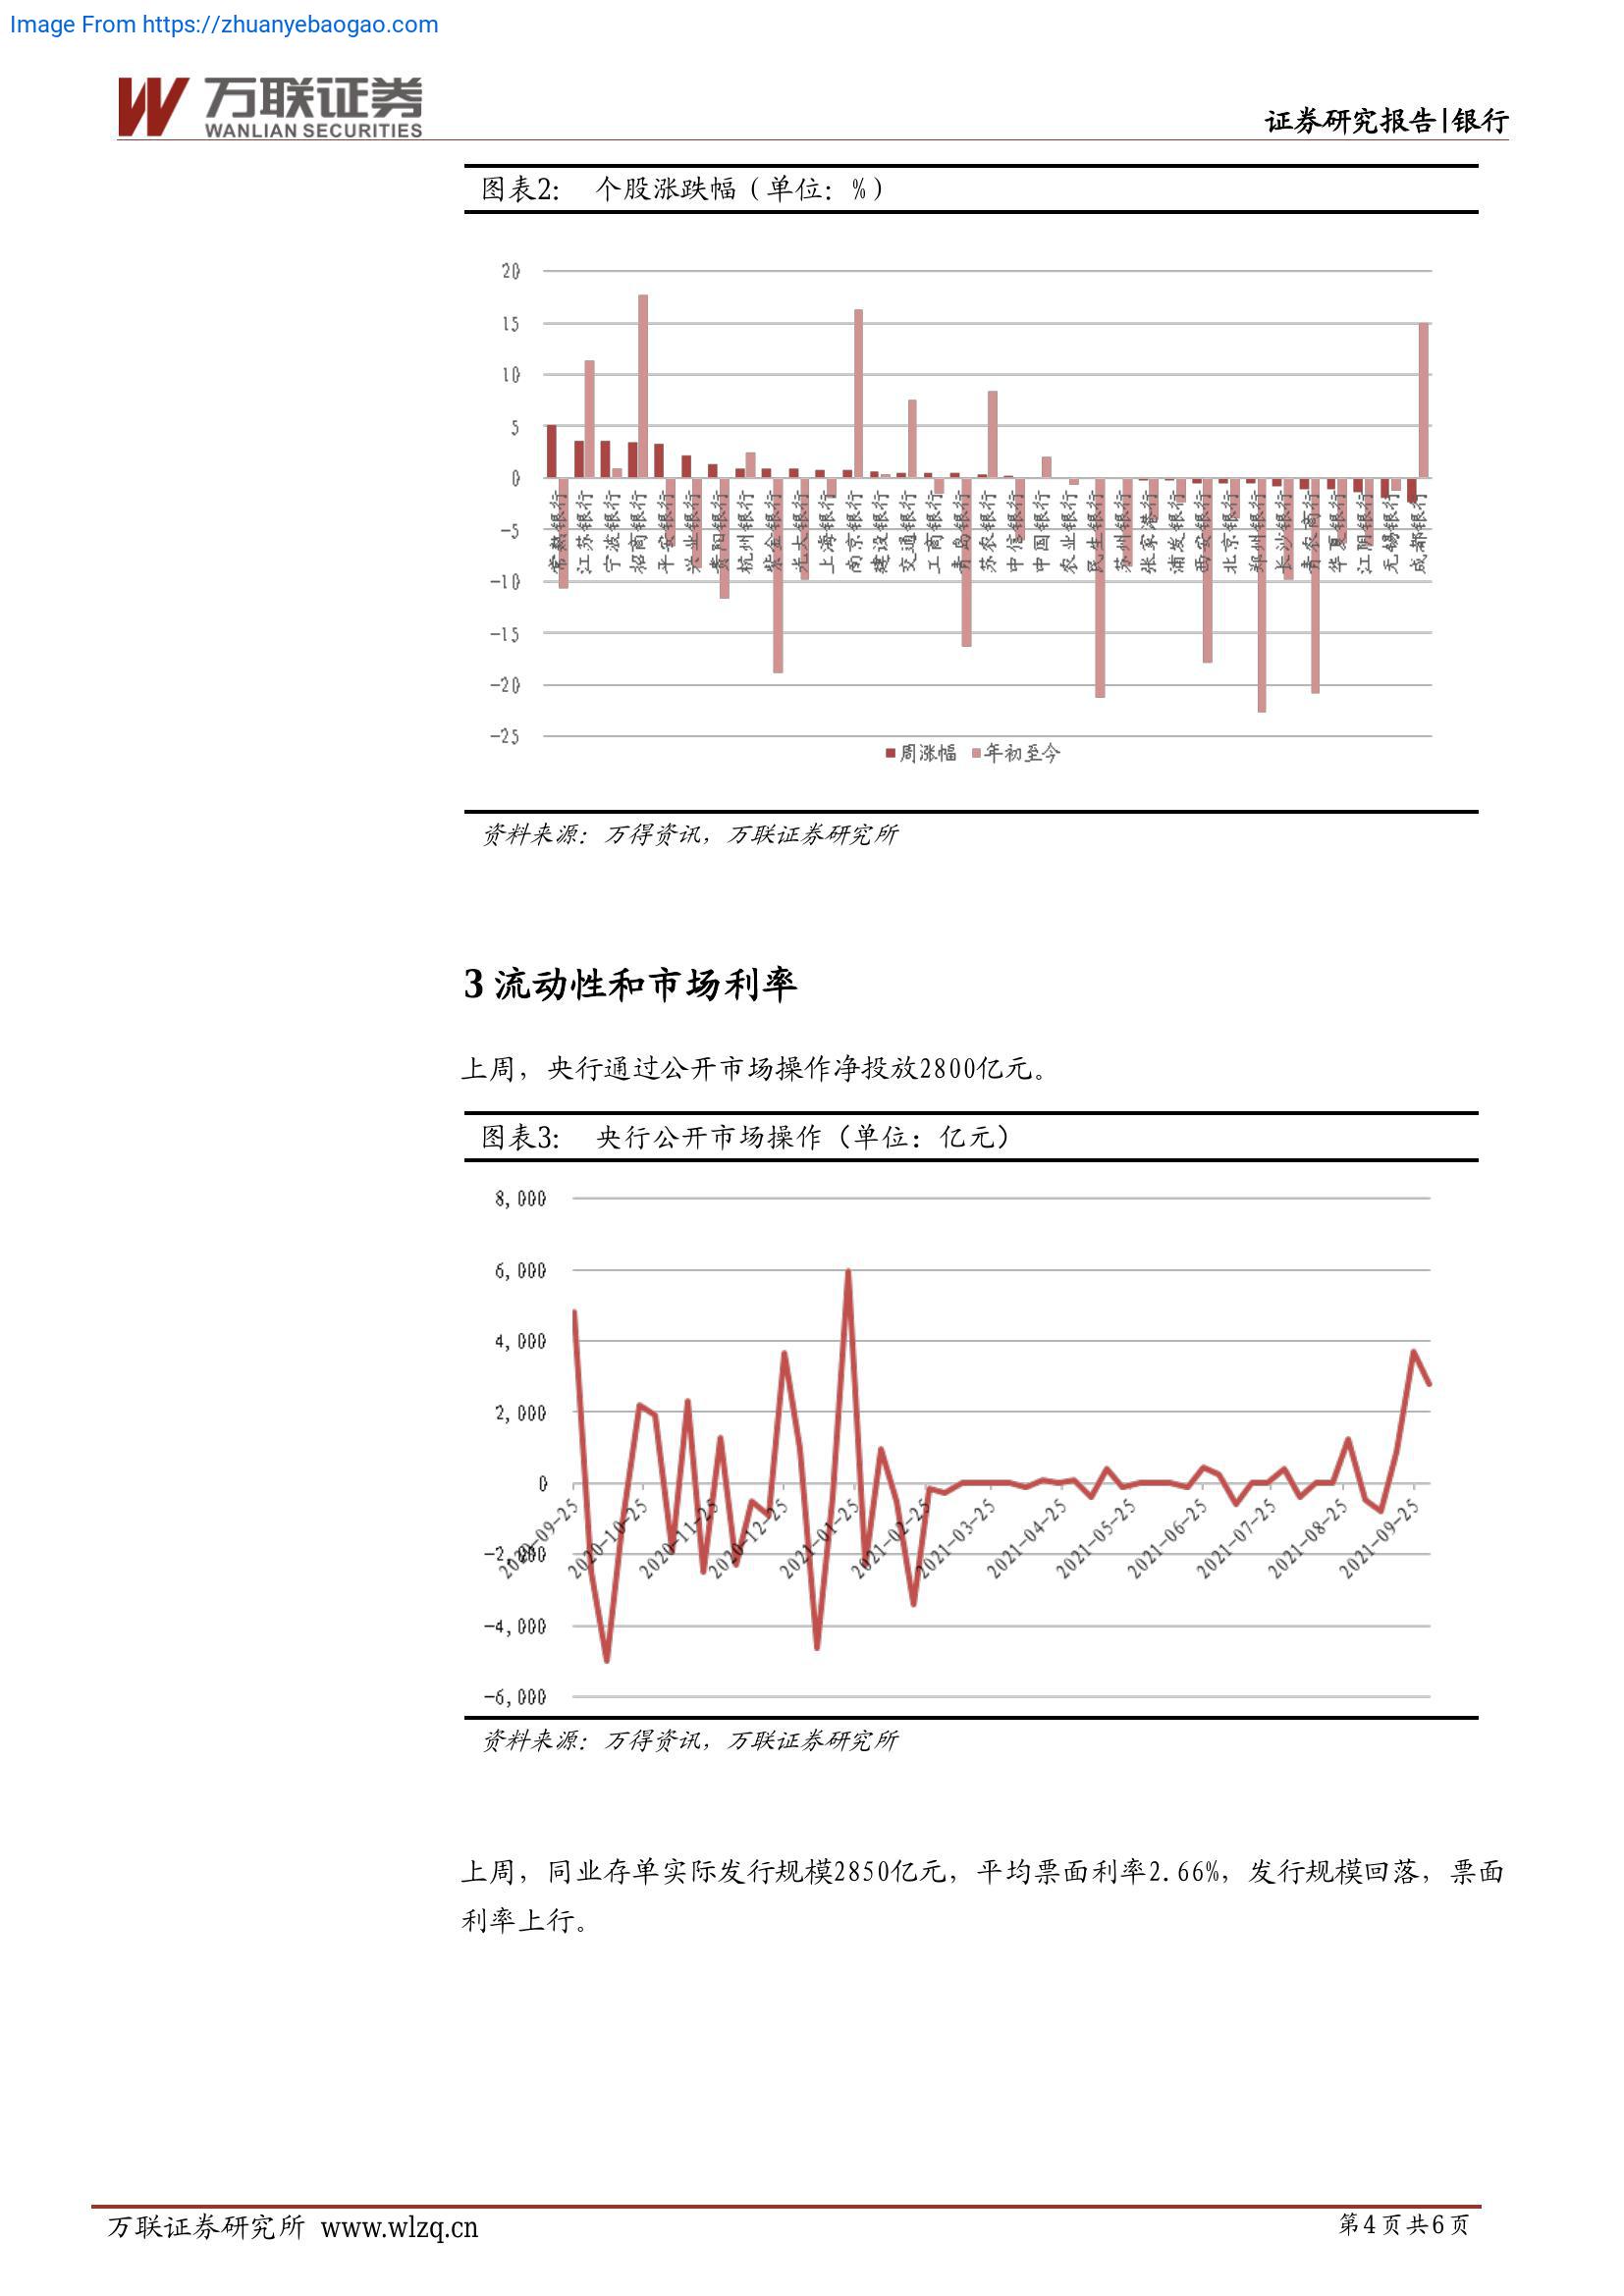 Image From https://zhuanyebaogao.com
万联证券
WANLIAN SECURITIES
证券研究报告|银行
图表2： 个股涨跌幅（单位：%）
20
15
10
5
0
-5
-10
-15
-20
-25
常熟银行
江苏银行
宁波银行
招商银行
平安银行
兴业银行
贵阳银行
杭州银行
紫金银行
光大银行
上海银行
南京银行
建设银行
交通银行
工商银行
青岛银行
苏农银行
中信银行
中国银行
农业银行
民生银行
苏州银行
张家港行
浦发银行
西安银行
北京银行
郑州银行
长沙银行
青农商行
华夏银行
江阴银行
无锡银行
成都银行
周涨幅 年初至今
资料来源：万得资讯，万联证券研究所
3 流动性和市场利率
上周，央行通过公开市场操作净投放2800亿元。
图表3： 央行公开市场操作（单位：亿元）
8,000
6,000
4,000
2,000
0
-2,000
-4,000
-6,000
2020-09-25
2020-10-25
2020-11-25
2020-12-25
2021-01-25
2021-02-25
2021-03-25
2021-04-25
2021-05-25
2021-06-25
2021-07-25
2021-08-25
2021-09-25
资料来源：万得资讯，万联证券研究所
上周，同业存单实际发行规模2850亿元，平均票面利率2.66%，发行规模回落，票面
利率上行。
万联证券研究所 www.wlzq.cn
第4页共6页